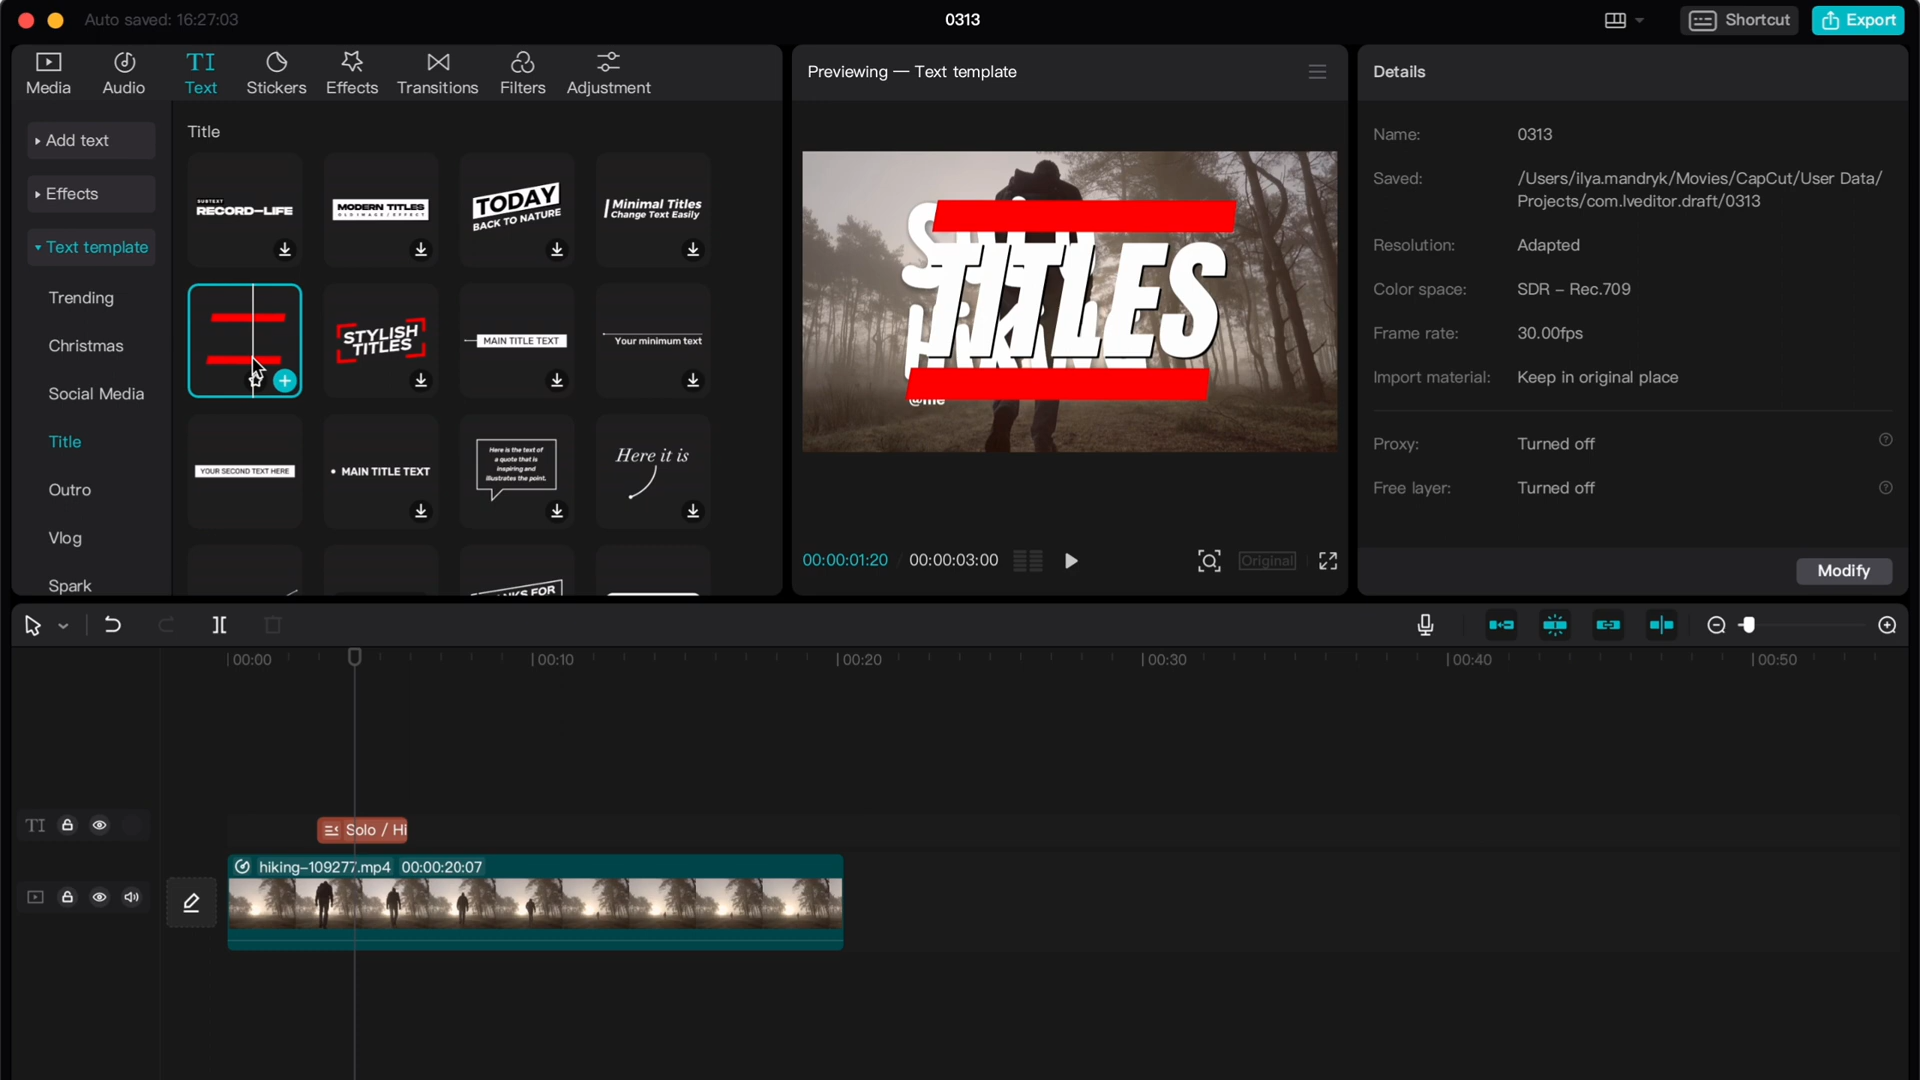 Auto saved: 16:27:03
0313
Shortcut
Export
Media
Audio
TI
Text
Stickers
Effects
Transitions
Filters
Adjustment
Add text
Effects
Text template
Trending
Christmas
Social Media
Title
Outro
Vlog
Spark
Title
SUBTEXT
RECORD-LIFE
MODERN TITLES
OLD IMAGE / EFFECT
TODAY
BACK TO NATURE
Minimal Titles
Change Text Easily
STYLISH
TITLES
MAIN TITLE TEXT
Your minimum text
YOUR SECOND TEXT HERE
MAIN TITLE TEXT
Here is the text of
a quote that is
inspiring and
illustrates the point.
Here it is
Previewing — Text template
TITLES
@me
00:00:01:20
00:00:03:00
Original
Details
Name: 0313
Saved: /Users/ilya.mandryk/Movies/CapCut/User Data/
Projects/com.lveditor.draft/0313
Resolution: Adapted
Color space: SDR – Rec.709
Frame rate: 30.00fps
Import material: Keep in original place
Proxy: Turned off
Free layer: Turned off
Modify
00:00
00:10
00:20
00:30
00:40
00:50
TI
Solo / Hi
hiking-109277.mp4 00:00:20:07